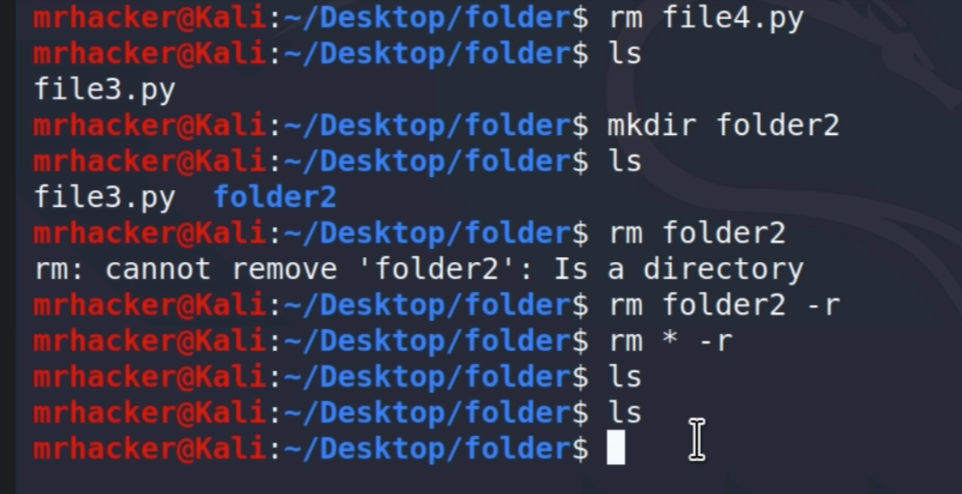 mrhacker@Kali:~/Desktop/folder$ rm file4.py
mrhacker@Kali:~/Desktop/folder$ ls
file3.py
mrhacker@Kali:~/Desktop/folder$ mkdir folder2
mrhacker@Kali:~/Desktop/folder$ ls
file3.py  folder2
mrhacker@Kali:~/Desktop/folder$ rm folder2
rm: cannot remove 'folder2': Is a directory
mrhacker@Kali:~/Desktop/folder$ rm folder2 -r
mrhacker@Kali:~/Desktop/folder$ rm * -r
mrhacker@Kali:~/Desktop/folder$ ls
mrhacker@Kali:~/Desktop/folder$ ls
mrhacker@Kali:~/Desktop/folder$